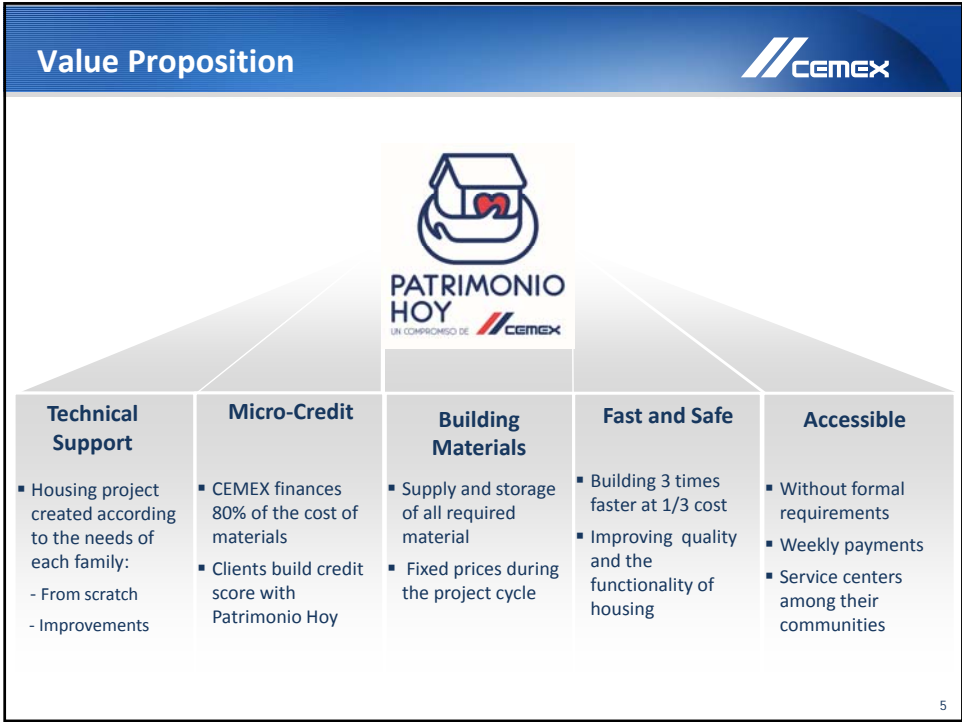 Value Proposition
CEMEX
PATRIMONIO
HOY
UN COMPROMISO DE CEMEX
Technical
Support
▪ Housing project
created according
to the needs of
each family:
- From scratch
- Improvements
Micro-Credit
▪ CEMEX finances
80% of the cost of
materials
▪ Clients build credit
score with
Patrimonio Hoy
Building
Materials
▪ Supply and storage
of all required
material
▪ Fixed prices during
the project cycle
Fast and Safe
▪ Building 3 times
faster at 1/3 cost
▪ Improving quality
and the
functionality of
housing
Accessible
▪ Without formal
requirements
▪ Weekly payments
▪ Service centers
among their
communities
5